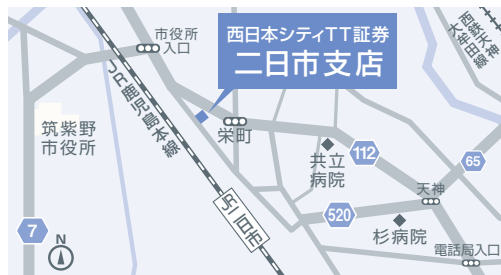 市役所
入口
西日本シティTT証券
二日市支店
西鉄天神
大牟田線
JR鹿児島本線
筑紫野
市役所
栄町
共立
病院
112
65
天神
JR二日市
520
杉病院
7
N
電話局入口